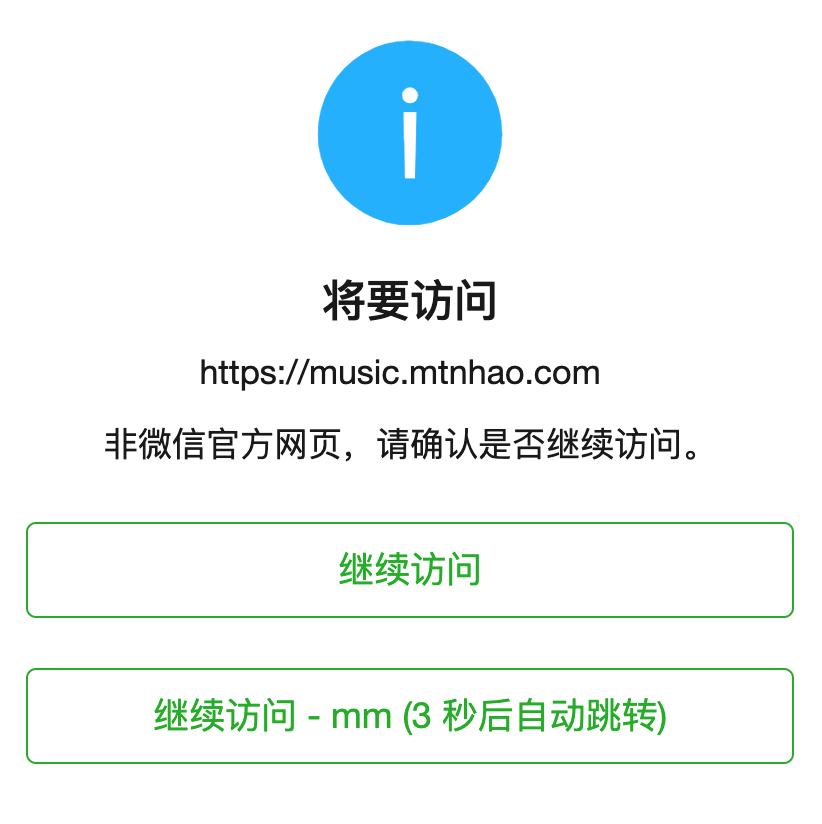 将要访问
https://music.mtnhao.com
非微信官方网页，请确认是否继续访问。
继续访问
继续访问 - mm (3 秒后自动跳转)